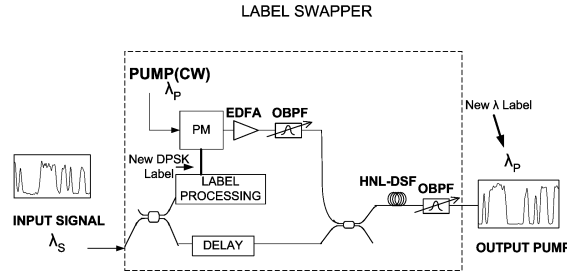 LABEL SWAPPER
PUMP(CW)
λP
EDFA
OBPF
PM
New DPSK
Label
LABEL
PROCESSING
INPUT SIGNAL
λS
DELAY
HNL-DSF
OBPF
New λ Label
λP
OUTPUT PUMP